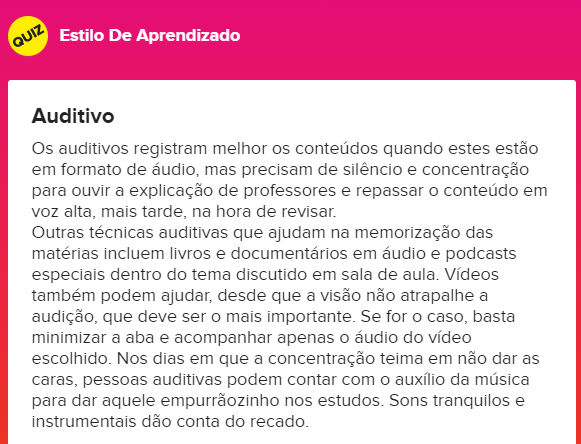 QUIZ
Estilo De Aprendizado
Auditivo
Os auditivos registram melhor os conteúdos quando estes estão
em formato de áudio, mas precisam de silêncio e concentração
para ouvir a explicação de professores e repassar o conteúdo em
voz alta, mais tarde, na hora de revisar.
Outras técnicas auditivas que ajudam na memorização das
matérias incluem livros e documentários em áudio e podcasts
especiais dentro do tema discutido em sala de aula. Vídeos
também podem ajudar, desde que a visão não atrapalhe a
audição, que deve ser o mais importante. Se for o caso, basta
minimizar a aba e acompanhar apenas o áudio do vídeo
escolhido. Nos dias em que a concentração teima em não dar as
caras, pessoas auditivas podem contar com o auxílio da música
para dar aquele empurrãozinho nos estudos. Sons tranquilos e
instrumentais dão conta do recado.